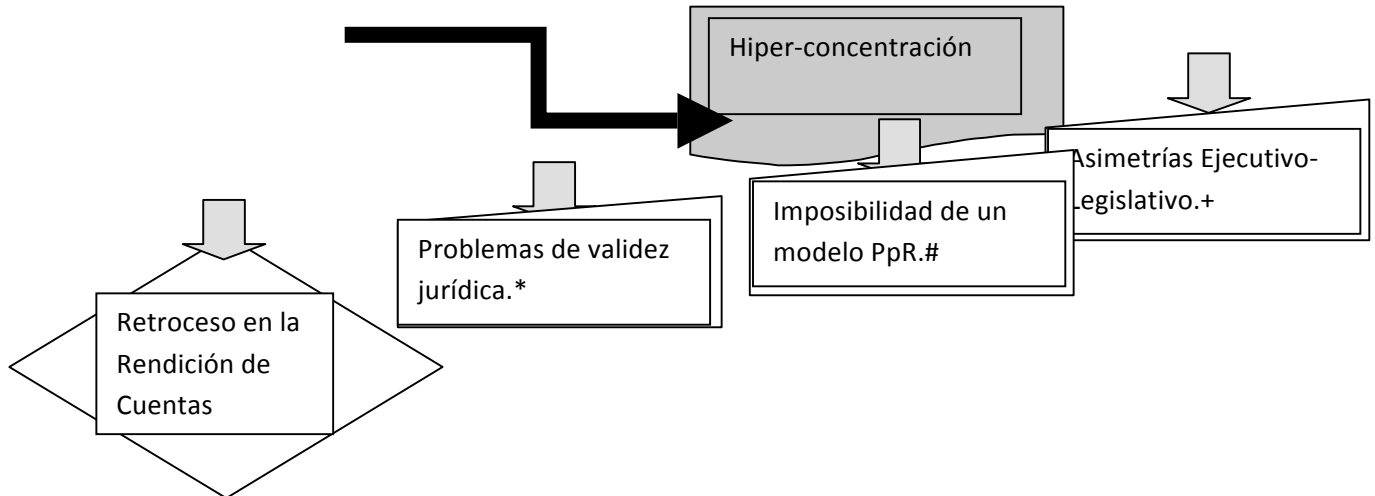 Hiper-concentración
Asimetrías Ejecutivo-
Legislativo.+
Imposibilidad de un
modelo PpR.#
Problemas de validez
jurídica.*
Retroceso en la
Rendición de
Cuentas